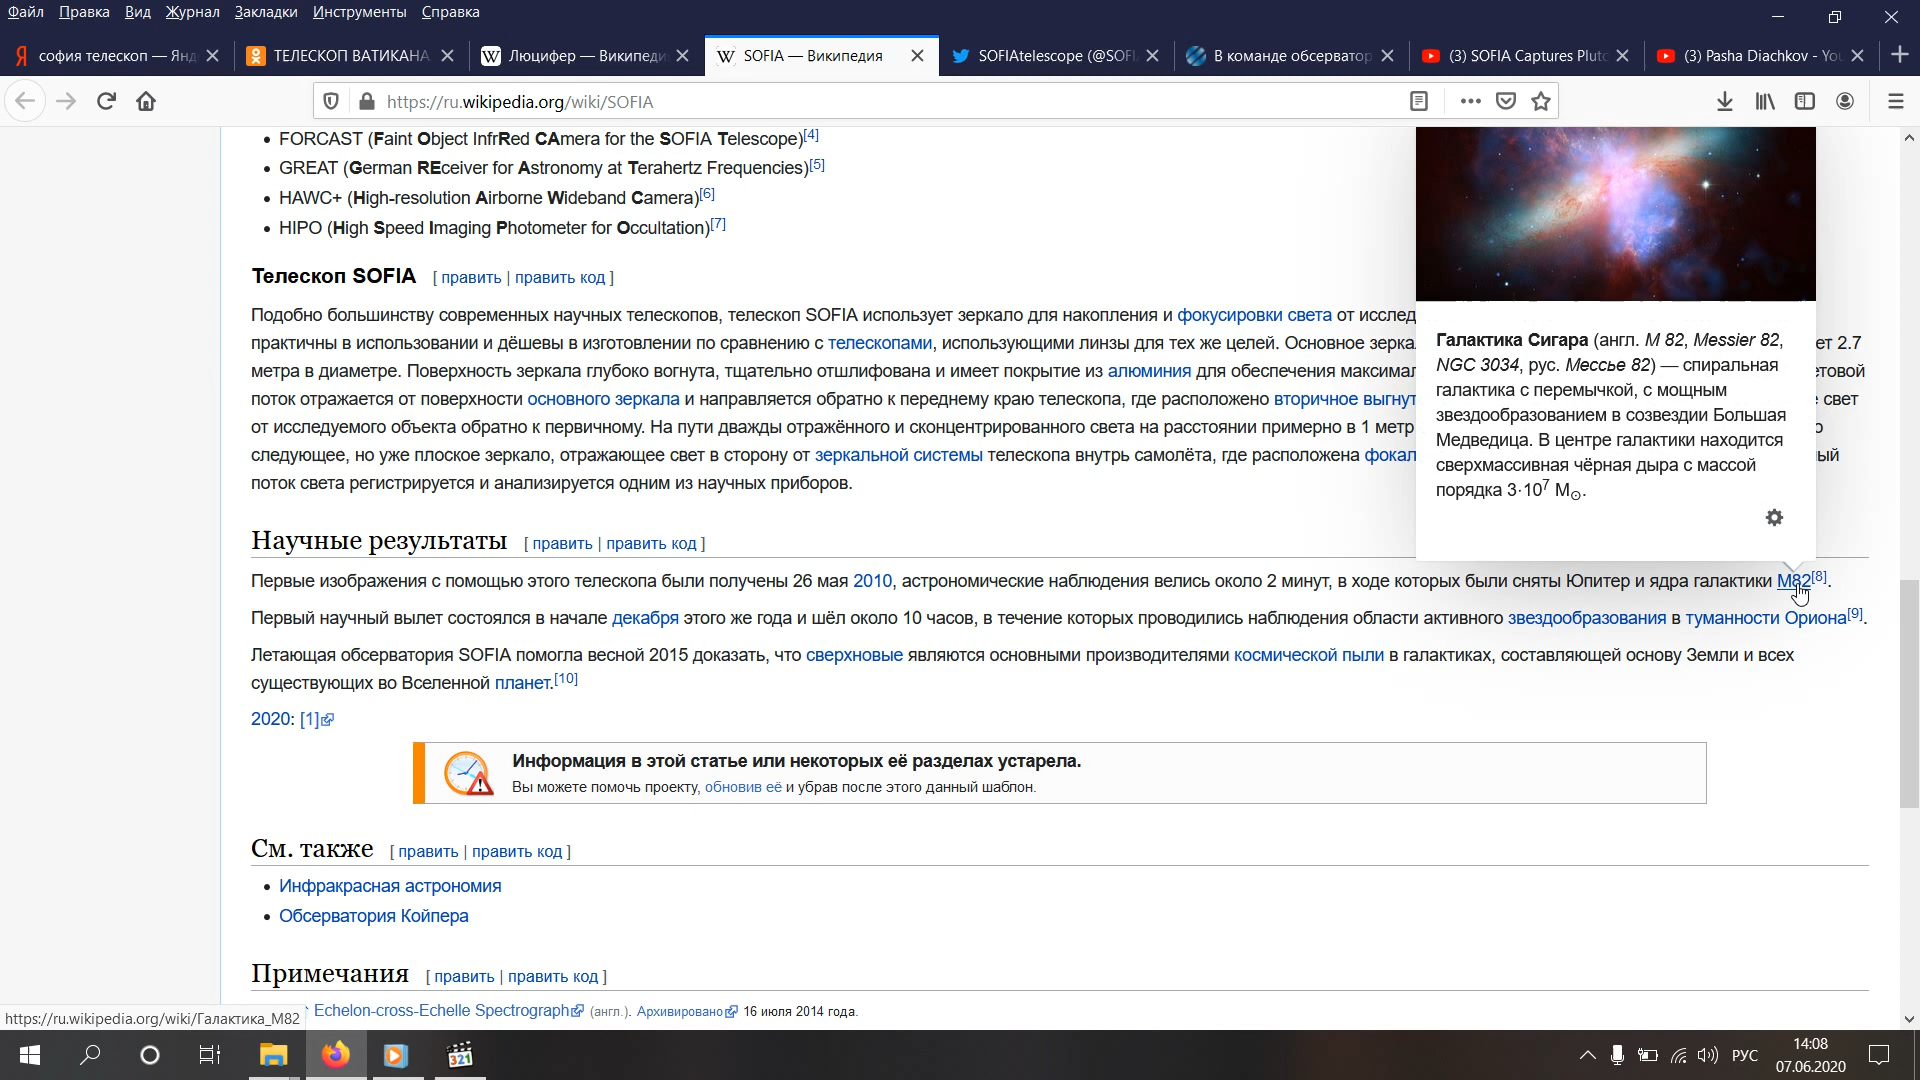 Файл Правка Вид Журнал Закладки Инструменты Справка
софия телескоп — Янд
ТЕЛЕСКОП ВАТИКАНА
Люцифер — Википеди
SOFIA — Википедия
SOFIAtelescope (@SOFI
В команде обсерватор
(3) SOFIA Captures Pluto
(3) Pasha Diachkov - You
https://ru.wikipedia.org/wiki/SOFIA
FORCAST (Faint Object InfrRed CAmera for the SOFIA Telescope)[4]
GREAT (German REceiver for Astronomy at Terahertz Frequencies)[5]
HAWC+ (High-resolution Airborne Wideband Camera)[6]
HIPO (High Speed Imaging Photometer for Occultation)[7]
Телескоп SOFIA [ править | править код ]
Подобно большинству современных научных телескопов, телескоп SOFIA использует зеркало для накопления и фокусировки света от исслед
практичны в использовании и дёшевы в изготовлении по сравнению с телескопами, использующими линзы для тех же целей. Основное зерка ет 2.7
метра в диаметре. Поверхность зеркала глубоко вогнута, тщательно отшлифована и имеет покрытие из алюминия для обеспечения максимал етовой
поток отражается от поверхности основного зеркала и направляется обратно к переднему краю телескопа, где расположено вторичное выгнут свет
от исследуемого объекта обратно к первичному. На пути дважды отражённого и сконцентрированного света на расстоянии примерно в 1 метр о
следующее, но уже плоское зеркало, отражающее свет в сторону от зеркальной системы телескопа внутрь самолёта, где расположена фокал ый
поток света регистрируется и анализируется одним из научных приборов.
Галактика Сигара (англ. M 82, Messier 82,
NGC 3034, рус. Мессье 82) — спиральная
галактика с перемычкой, с мощным
звездообразованием в созвездии Большая
Медведица. В центре галактики находится
сверхмассивная чёрная дыра с массой
порядка 3·10⁷ M☉.
Научные результаты [ править | править код ]
Первые изображения с помощью этого телескопа были получены 26 мая 2010, астрономические наблюдения велись около 2 минут, в ходе которых были сняты Юпитер и ядра галактики M82[8].
Первый научный вылет состоялся в начале декабря этого же года и шёл около 10 часов, в течение которых проводились наблюдения области активного звездообразования в туманности Ориона[9].
Летающая обсерватория SOFIA помогла весной 2015 доказать, что сверхновые являются основными производителями космической пыли в галактиках, составляющей основу Земли и всех
существующих во Вселенной планет.[10]
2020: [1]
Информация в этой статье или некоторых её разделах устарела.
Вы можете помочь проекту, обновив её и убрав после этого данный шаблон.
См. также [ править | править код ]
Инфракрасная астрономия
Обсерватория Койпера
Примечания [ править | править код ]
Echelon-cross-Echelle Spectrograph (англ.). Архивировано 16 июля 2014 года.
https://ru.wikipedia.org/wiki/Галактика_M82
321
РУС
14:08
07.06.2020